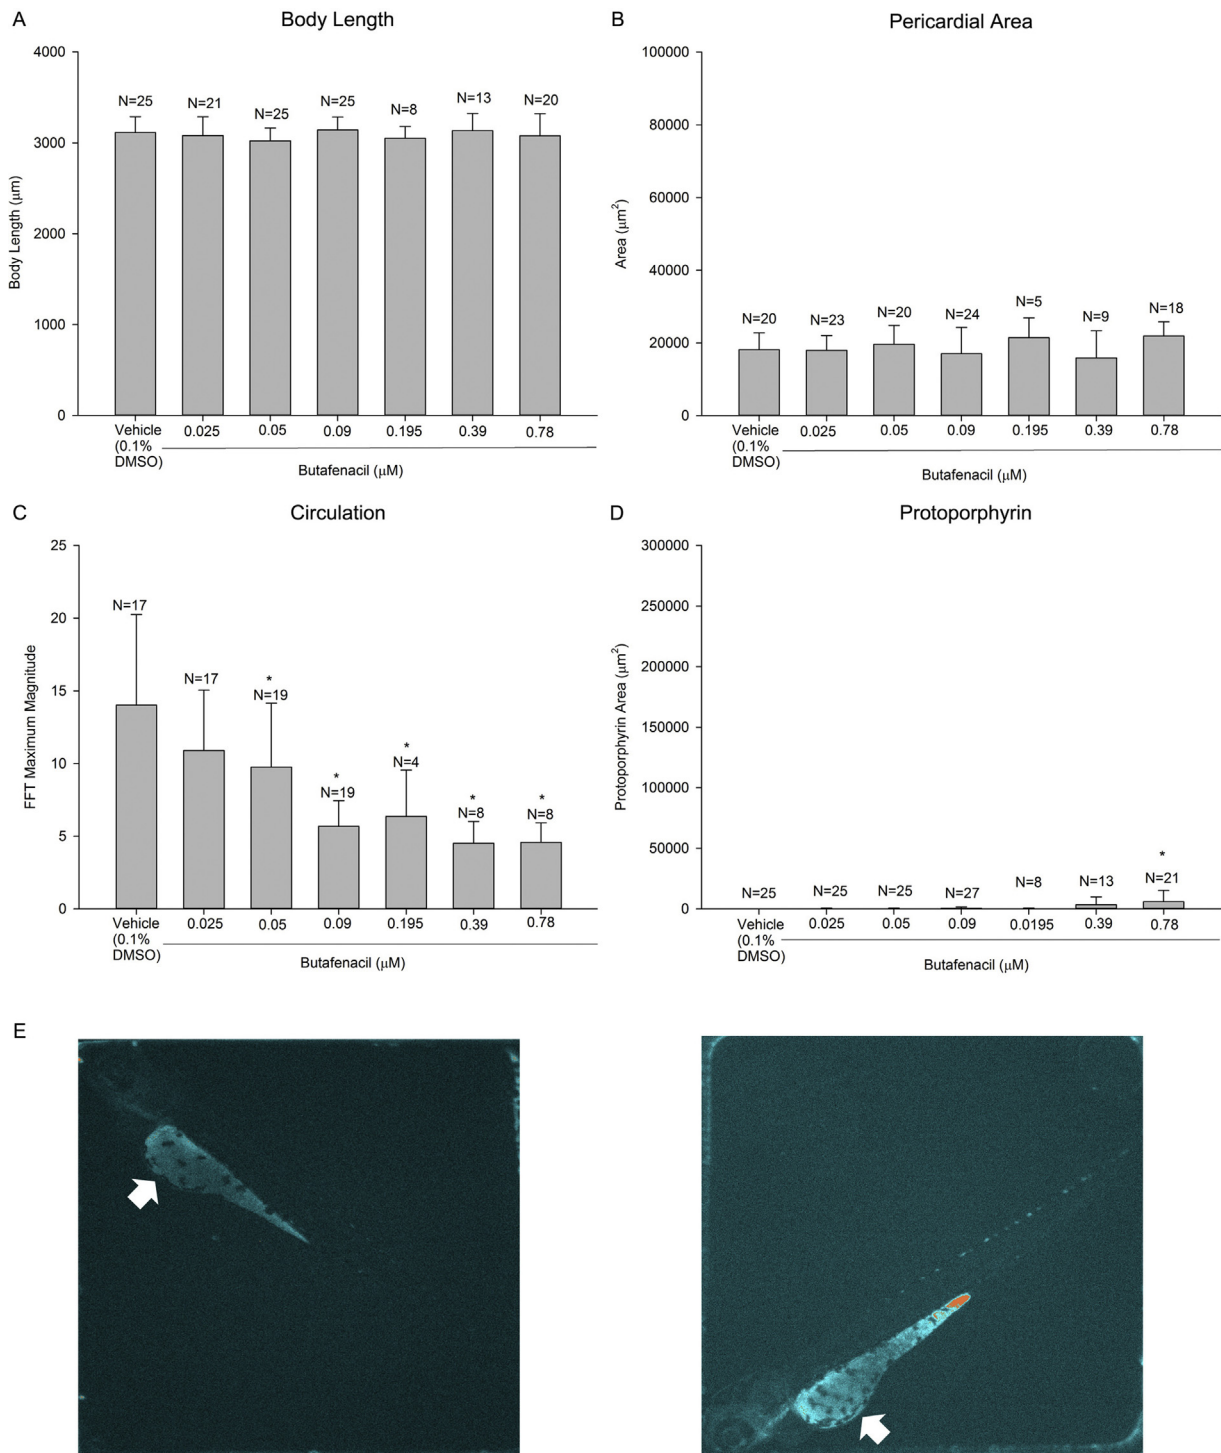 A
Body Length
4000
3000
2000
1000
0
Body Length (μm)
N=25
N=21
N=25
N=25
N=8
N=13
N=20
Vehicle
(0.1%
DMSO)
0.025
0.05
0.09
0.195
0.39
0.78
Butafenacil (μM)
B
Pericardial Area
100000
80000
60000
40000
20000
0
Area (μm²)
N=20
N=23
N=20
N=24
N=5
N=9
N=18
Vehicle
(0.1%
DMSO)
0.025
0.05
0.09
0.195
0.39
0.78
Butafenacil (μM)
C
Circulation
25
20
15
10
5
0
FFT Maximum Magnitude
N=17
N=17
*
N=19
*
N=19
*
N=4
*
N=8
*
N=8
Vehicle
(0.1%
DMSO)
0.025
0.05
0.09
0.195
0.39
0.78
Butafenacil (μM)
D
Protoporphyrin
300000
250000
200000
150000
100000
50000
0
Protoporphyrin Area (μm²)
N=25
N=25
N=25
N=27
N=8
N=13
*
N=21
Vehicle
(0.1%
DMSO)
0.025
0.05
0.09
0.0195
0.39
0.78
Butafenacil (μM)
E